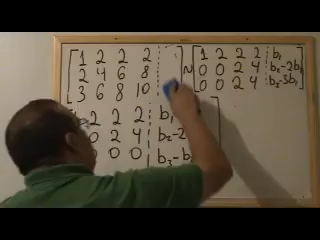 1 2 2 2
2 4 6 8
3 6 8 10
~
1 2 2 2 b₁
0 0 2 4 b₂-2b₁
0 0 2 4 b₃-3b₁
2 2 2 b₁
0 2 4 b₂-2
0 0 b₃-b